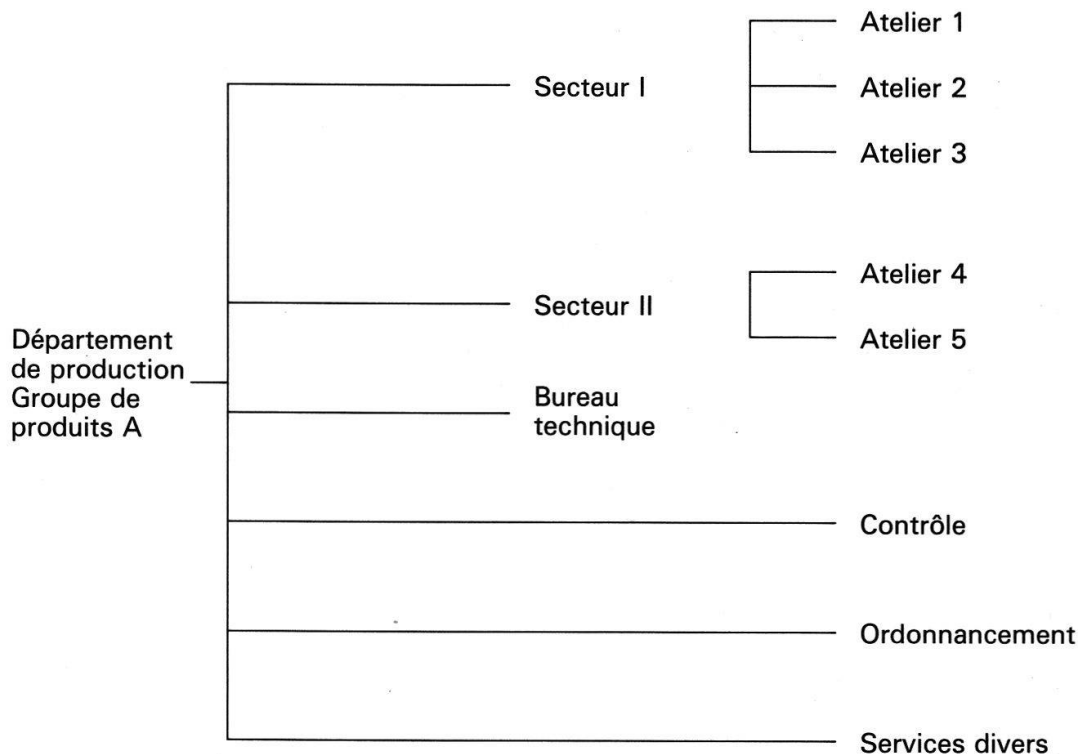 Département
de production
Groupe de
produits A
Secteur I
Atelier 1
Atelier 2
Atelier 3
Secteur II
Atelier 4
Atelier 5
Bureau
technique
Contrôle
Ordonnancement
Services divers